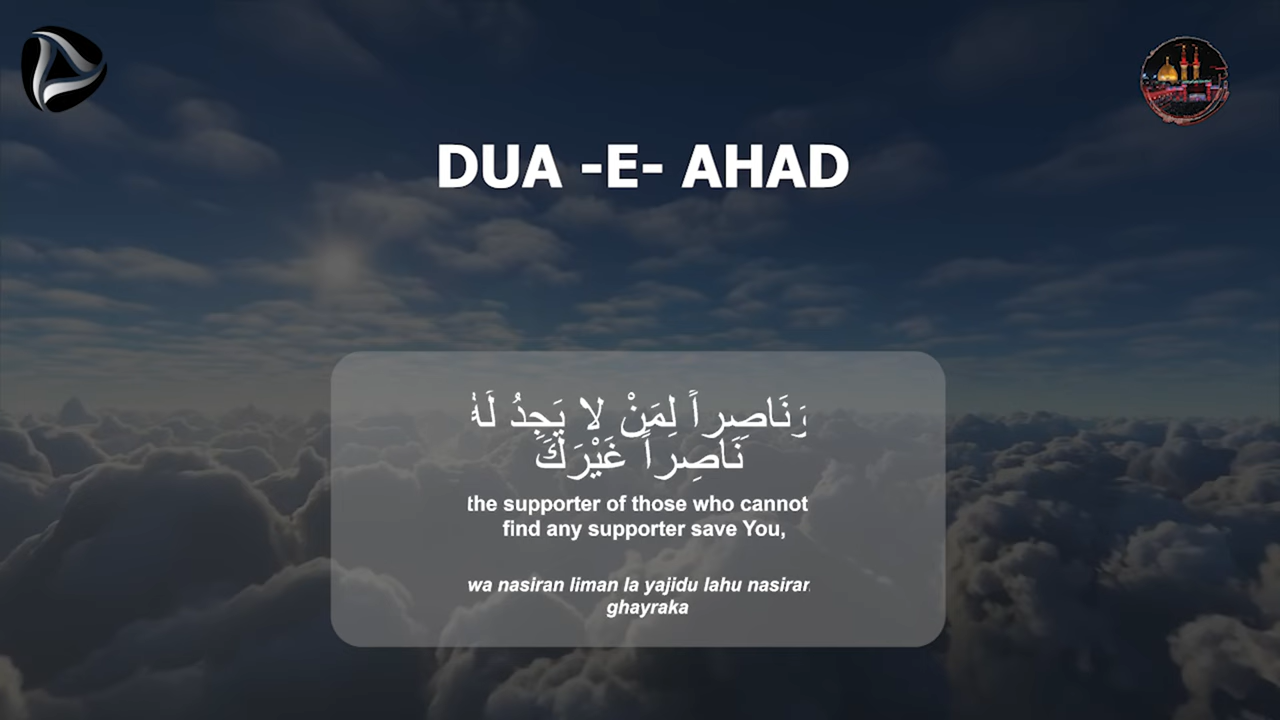 DUA -E- AHAD
وَنَاصِراً لِمَنْ لا يَجِدُ لَهُ
نَاصِراً غَيْرَكَ
the supporter of those who cannot
find any supporter save You,
wa nasiran liman la yajidu lahu nasiran
ghayraka